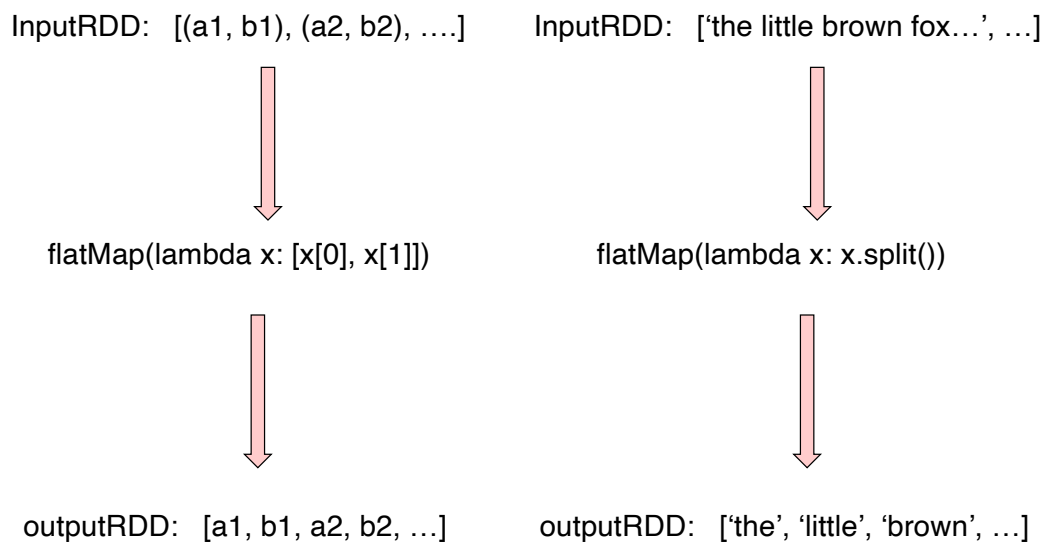 InputRDD: [(a1, b1), (a2, b2), ….]
flatMap(lambda x: [x[0], x[1]])
outputRDD: [a1, b1, a2, b2, …]
InputRDD: [‘the little brown fox…’, …]
flatMap(lambda x: x.split())
outputRDD: [‘the’, ‘little’, ‘brown’, …]